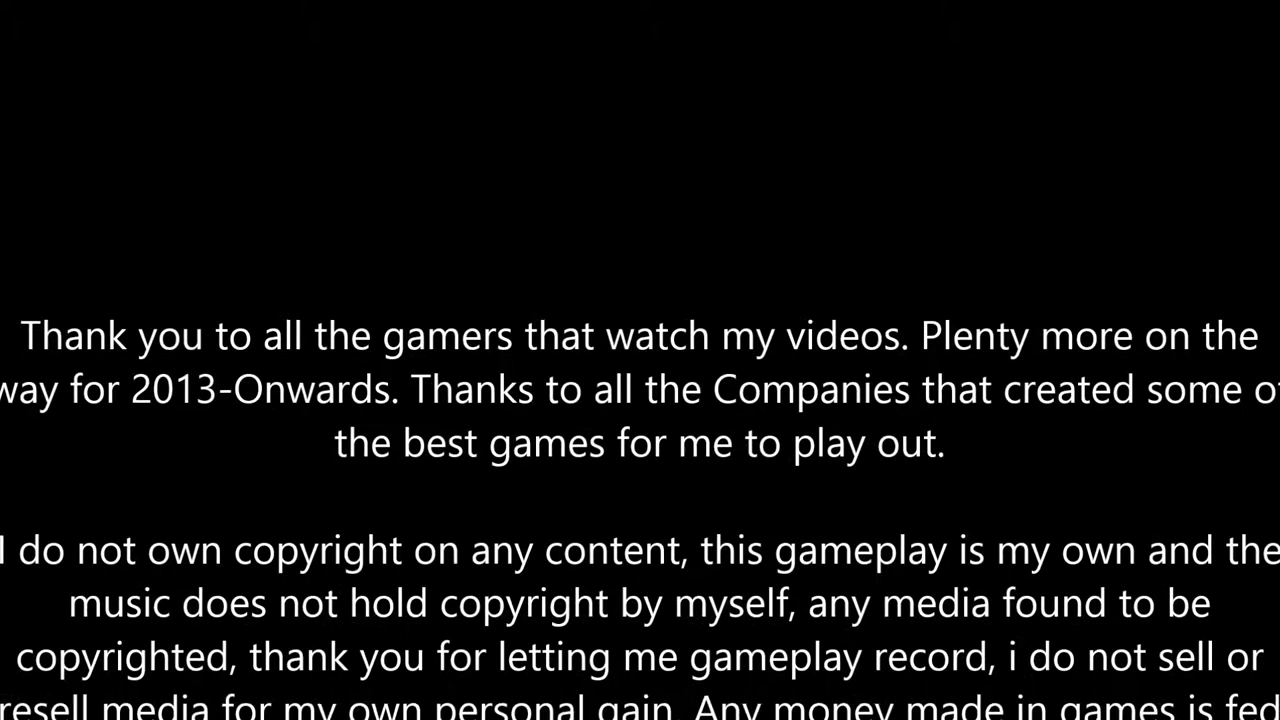 Thank you to all the gamers that watch my videos. Plenty more on the
way for 2013-Onwards. Thanks to all the Companies that created some of
the best games for me to play out.
I do not own copyright on any content, this gameplay is my own and the
music does not hold copyright by myself, any media found to be
copyrighted, thank you for letting me gameplay record, i do not sell or
resell media for my own personal gain. Any money made in games is fed